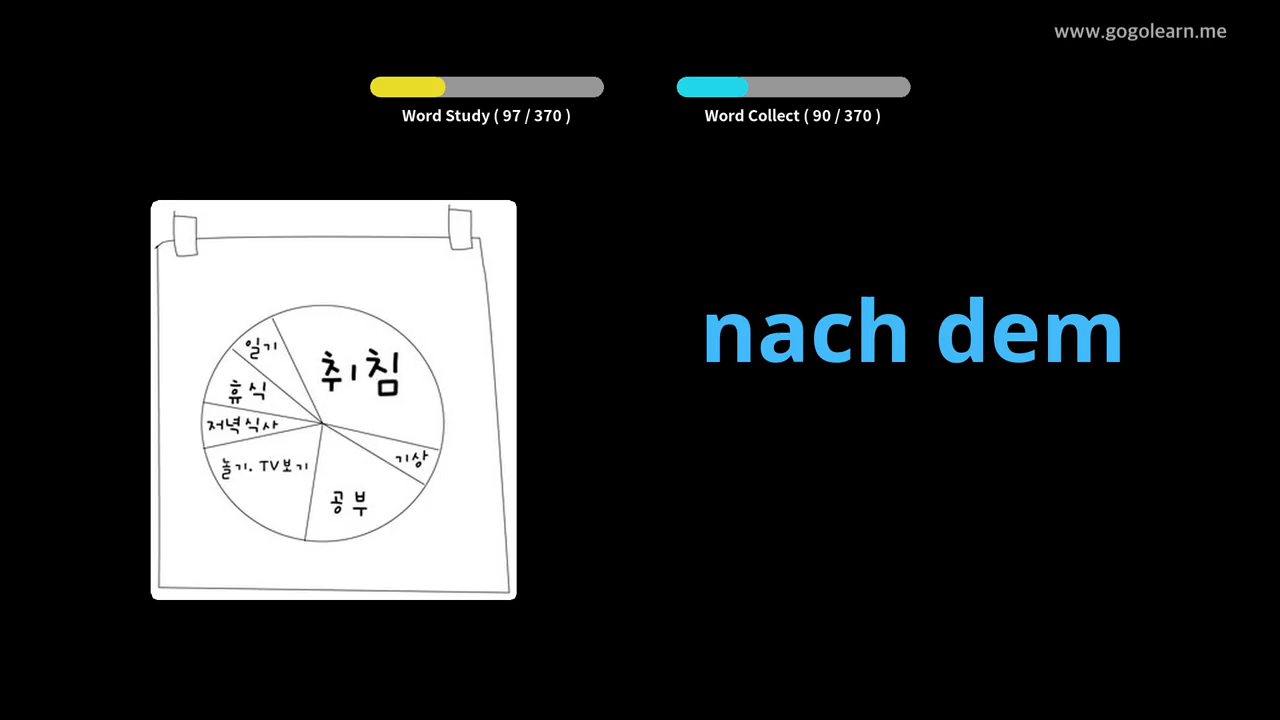 www.gogolearn.me
Word Study ( 97 / 370 )
Word Collect ( 90 / 370 )
일기
취침
휴식
저녁식사
놀기. TV보기
기상
공부
nach dem